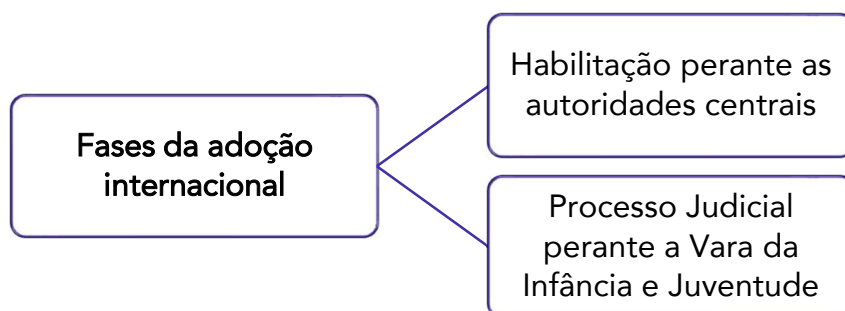 Fases da adoção
internacional
Habilitação perante as
autoridades centrais
Processo Judicial
perante a Vara da
Infância e Juventude